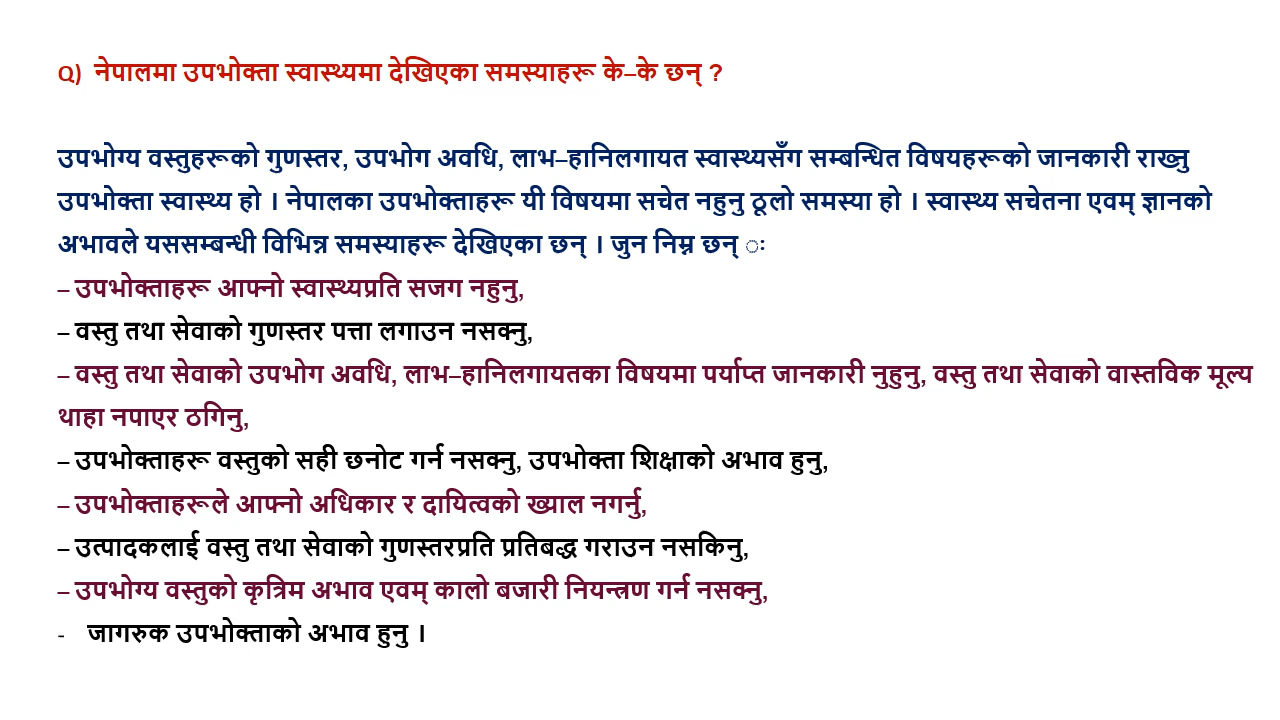 Q) नेपालमा उपभोक्ता स्वास्थ्यमा देखिएका समस्याहरू के–के छन् ?
उपभोग्य वस्तुहरूको गुणस्तर, उपभोग अवधि, लाभ–हानिलगायत स्वास्थ्यसँग सम्बन्धित विषयहरूको जानकारी राख्नु
उपभोक्ता स्वास्थ्य हो । नेपालका उपभोक्ताहरू यी विषयमा सचेत नहुनु ठूलो समस्या हो । स्वास्थ्य सचेतना एवम् ज्ञानको
अभावले यससम्बन्धी विभिन्न समस्याहरू देखिएका छन् । जुन निम्न छन् ः
– उपभोक्ताहरू आफ्नो स्वास्थ्यप्रति सजग नहुनु,
– वस्तु तथा सेवाको गुणस्तर पत्ता लगाउन नसक्नु,
– वस्तु तथा सेवाको उपभोग अवधि, लाभ–हानिलगायतका विषयमा पर्याप्त जानकारी नुहुनु, वस्तु तथा सेवाको वास्तविक मूल्य
थाहा नपाएर ठगिनु,
– उपभोक्ताहरू वस्तुको सही छनोट गर्न नसक्नु, उपभोक्ता शिक्षाको अभाव हुनु,
– उपभोक्ताहरूले आफ्नो अधिकार र दायित्वको ख्याल नगर्नु,
– उत्पादकलाई वस्तु तथा सेवाको गुणस्तरप्रति प्रतिबद्ध गराउन नसकिनु,
– उपभोग्य वस्तुको कृत्रिम अभाव एवम् कालो बजारी नियन्त्रण गर्न नसक्नु,
- जागरुक उपभोक्ताको अभाव हुनु ।